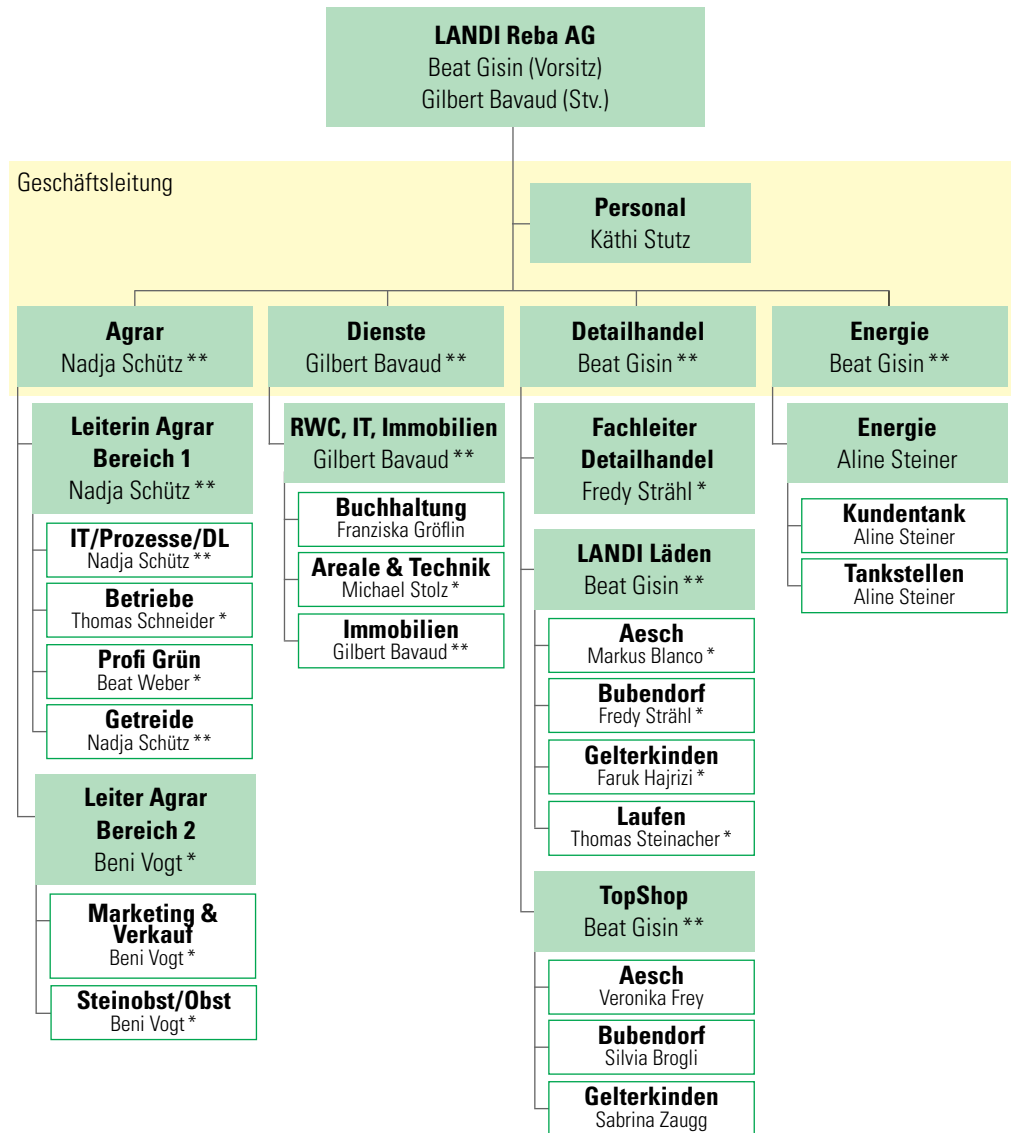 LANDI Reba AG
Beat Gisin (Vorsitz)
Gilbert Bavaud (Stv.)
Geschäftsleitung
Personal
Käthi Stutz
Agrar
Nadja Schütz **
Dienste
Gilbert Bavaud **
Detailhandel
Beat Gisin **
Energie
Beat Gisin **
Leiterin Agrar
Bereich 1
Nadja Schütz **
IT/Prozesse/DL
Nadja Schütz **
Betriebe
Thomas Schneider *
Profi Grün
Beat Weber *
Getreide
Nadja Schütz **
Leiter Agrar
Bereich 2
Beni Vogt *
Marketing &
Verkauf
Beni Vogt *
Steinobst/Obst
Beni Vogt *
RWC, IT, Immobilien
Gilbert Bavaud **
Buchhaltung
Franziska Gröflin
Areale & Technik
Michael Stolz *
Immobilien
Gilbert Bavaud **
Fachleiter
Detailhandel
Fredy Strähl *
LANDI Läden
Beat Gisin **
Aesch
Markus Blanco *
Bubendorf
Fredy Strähl *
Gelterkinden
Faruk Hajrizi *
Laufen
Thomas Steinacher *
TopShop
Beat Gisin **
Aesch
Veronika Frey
Bubendorf
Silvia Brogli
Gelterkinden
Sabrina Zaugg
Energie
Aline Steiner
Kundentank
Aline Steiner
Tankstellen
Aline Steiner